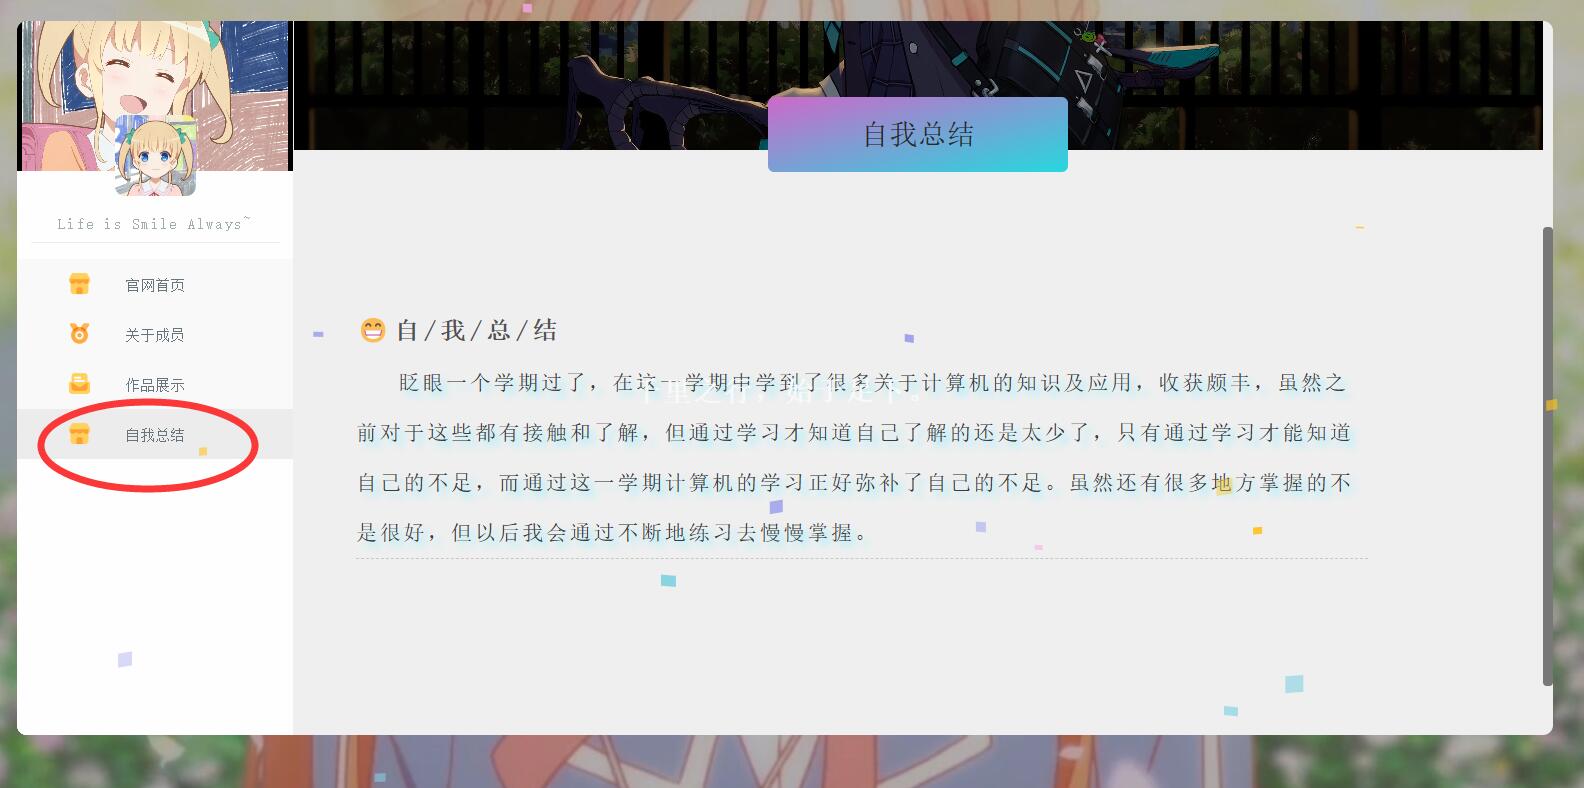 自我总结
Life is Smile Always~
官网首页
关于成员
作品展示
自我总结
自/我/总/结
眨眼一个学期过了，在这一学期中学到了很多关于计算机的知识及应用，收获颇丰，虽然之
前对于这些都有接触和了解，但通过学习才知道自己了解的还是太少了，只有通过学习才能知道
自己的不足，而通过这一学期计算机的学习正好弥补了自己的不足。虽然还有很多地方掌握的不
是很好，但以后我会通过不断地练习去慢慢掌握。
千里之行，始于足下。